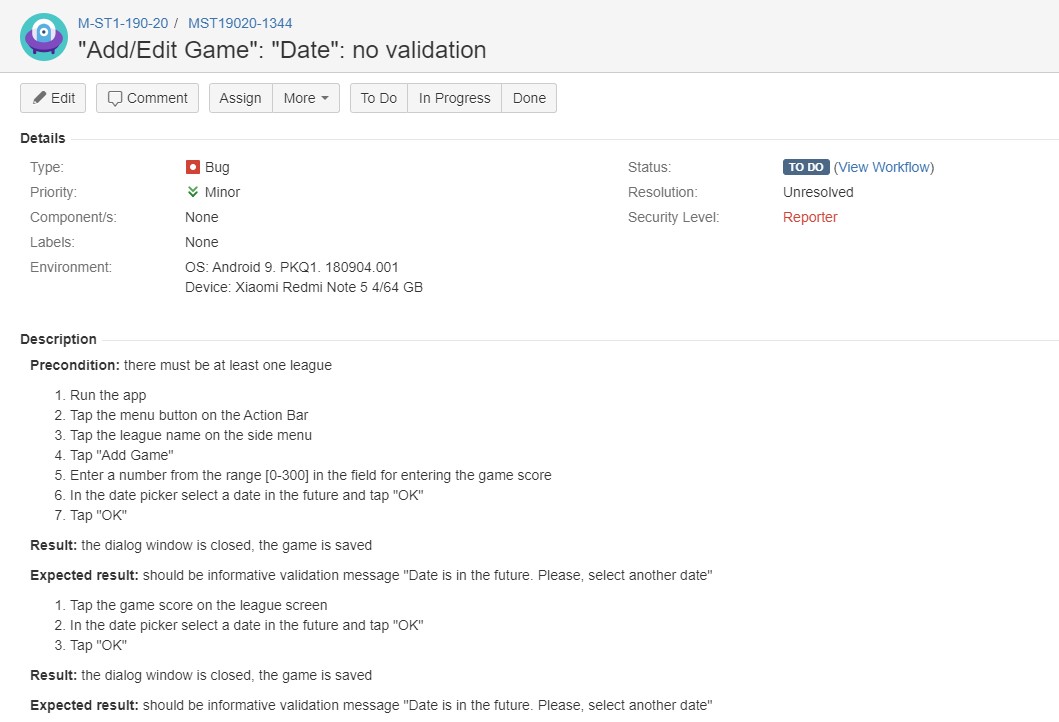 M-ST1-190-20 / MST19020-1344
"Add/Edit Game": "Date": no validation
Edit Comment Assign More To Do In Progress Done
Details
Type: Bug Status: TO DO (View Workflow)
Priority: Minor Resolution: Unresolved
Component/s: None Security Level: Reporter
Labels: None
Environment: OS: Android 9. PKQ1. 180904.001
Device: Xiaomi Redmi Note 5 4/64 GB
Description
Precondition: there must be at least one league
1. Run the app
2. Tap the menu button on the Action Bar
3. Tap the league name on the side menu
4. Tap "Add Game"
5. Enter a number from the range [0-300] in the field for entering the game score
6. In the date picker select a date in the future and tap "OK"
7. Tap "OK"
Result: the dialog window is closed, the game is saved
Expected result: should be informative validation message "Date is in the future. Please, select another date"
1. Tap the game score on the league screen
2. In the date picker select a date in the future and tap "OK"
3. Tap "OK"
Result: the dialog window is closed, the game is saved
Expected result: should be informative validation message "Date is in the future. Please, select another date"